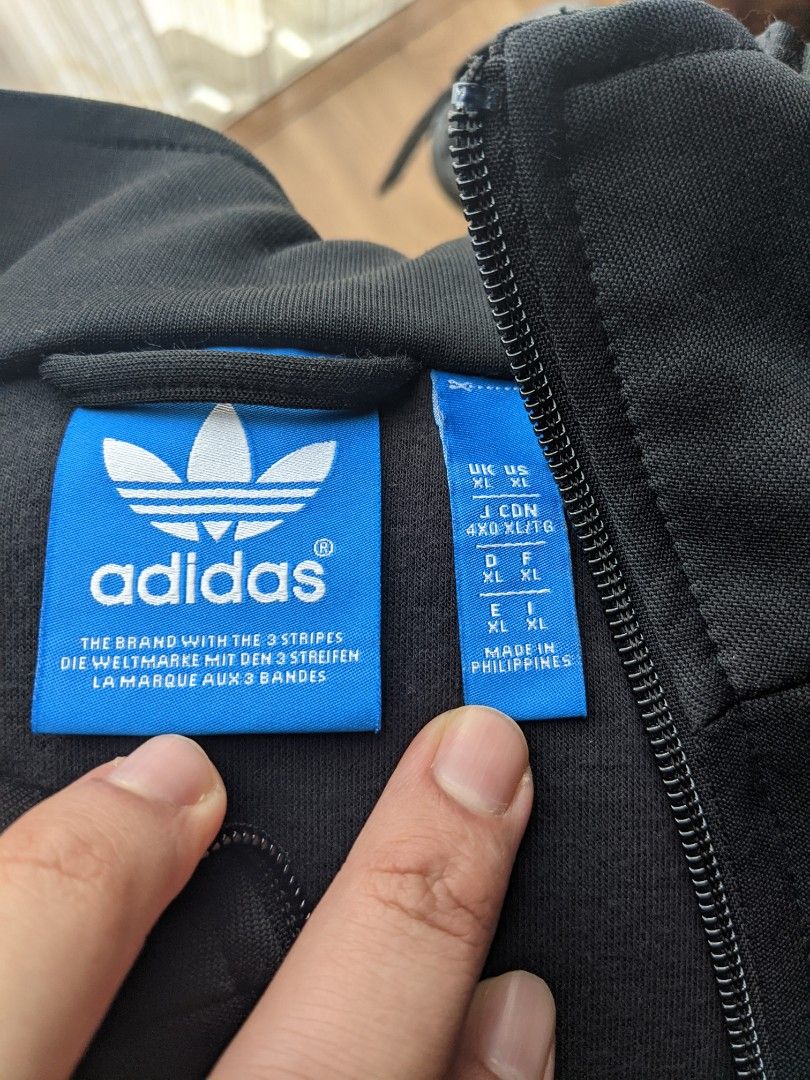 adidas®
THE BRAND WITH THE 3 STRIPES
DIE WELTMARKE MIT DEN 3 STREIFEN
LA MARQUE AUX 3 BANDES
UK US
XL XL
J CDN
4XO XL/TG
D F
XL XL
E I
XL XL
MADE IN
PHILIPPINES